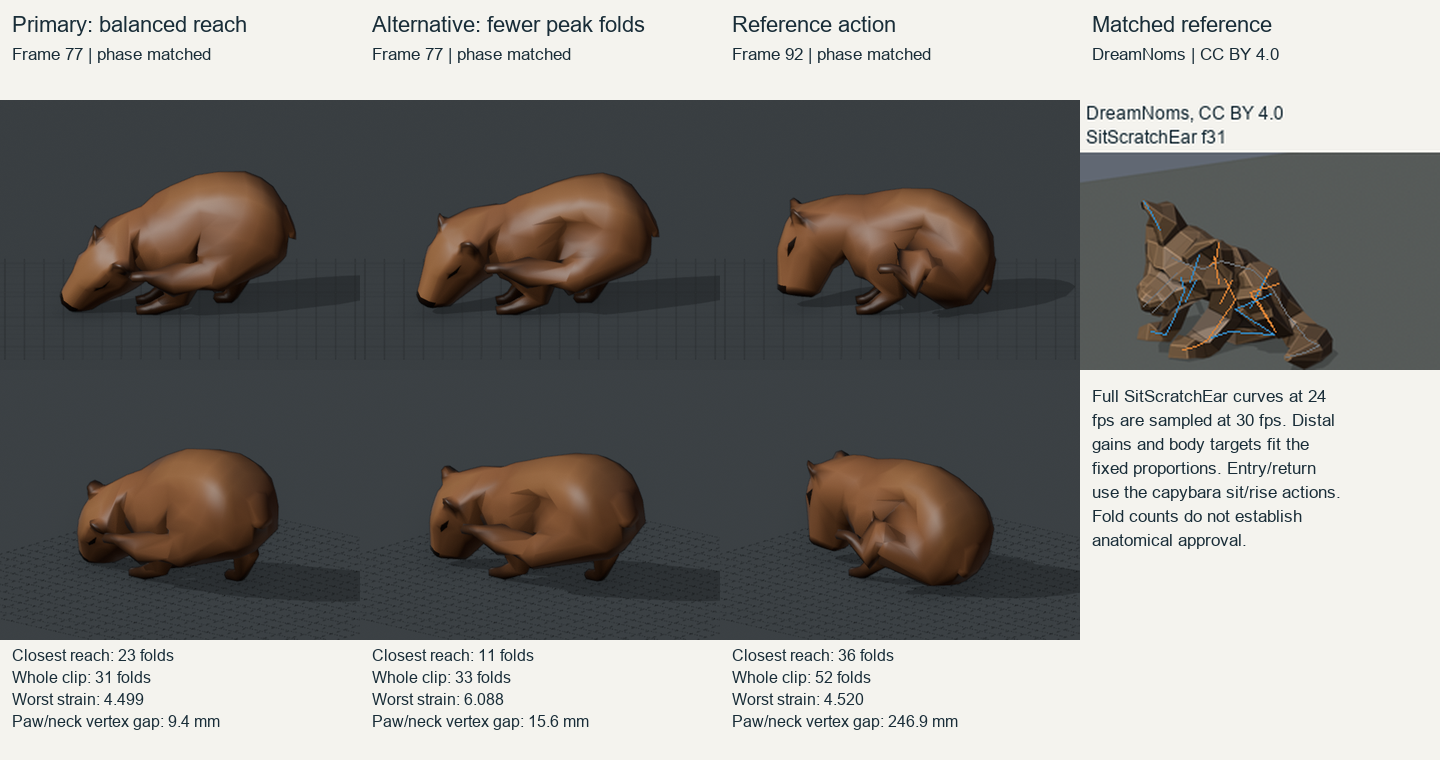 Primary: balanced reach
Frame 77 | phase matched
Alternative: fewer peak folds
Frame 77 | phase matched
Reference action
Frame 92 | phase matched
Matched reference
DreamNoms | CC BY 4.0
DreamNoms, CC BY 4.0
SitScratchEar f31
Full SitScratchEar curves at 24
fps are sampled at 30 fps. Distal
gains and body targets fit the
fixed proportions. Entry/return
use the capybara sit/rise actions.
Fold counts do not establish
anatomical approval.
Closest reach: 23 folds
Whole clip: 31 folds
Worst strain: 4.499
Paw/neck vertex gap: 9.4 mm
Closest reach: 11 folds
Whole clip: 33 folds
Worst strain: 6.088
Paw/neck vertex gap: 15.6 mm
Closest reach: 36 folds
Whole clip: 52 folds
Worst strain: 4.520
Paw/neck vertex gap: 246.9 mm